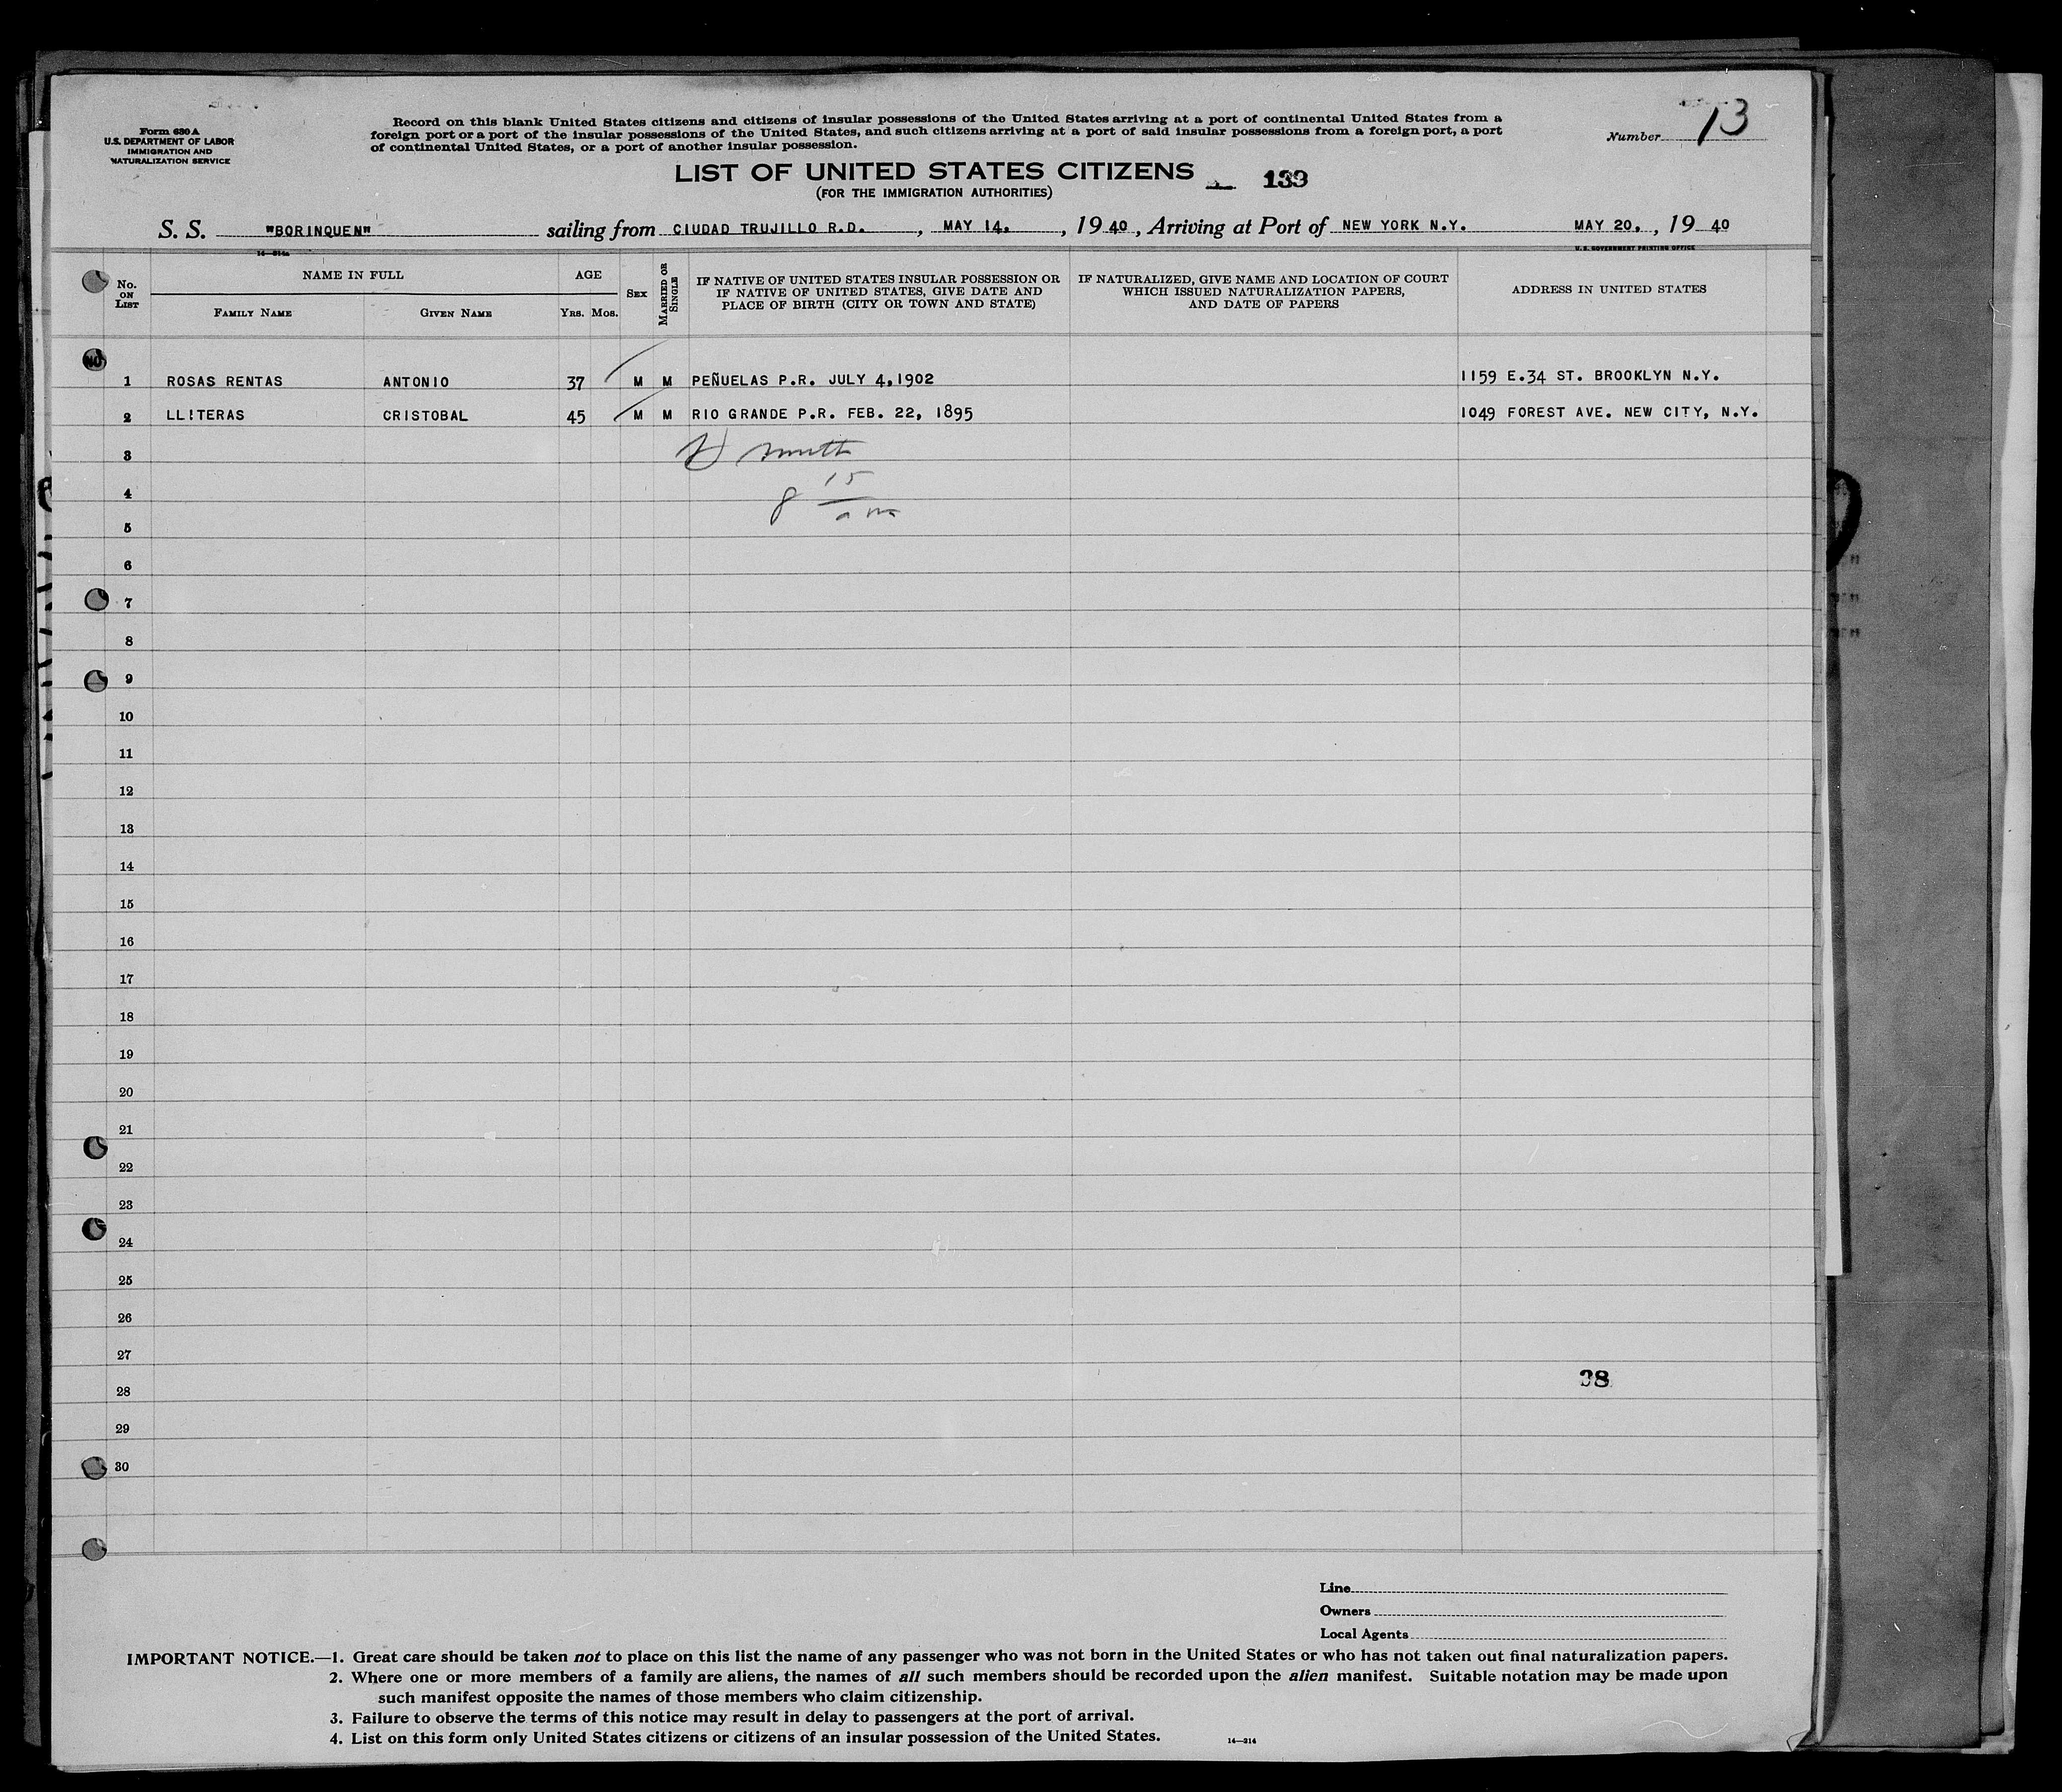 Form 630 A
U.S. DEPARTMENT OF LABOR
IMMIGRATION AND
NATURALIZATION SERVICE
Record on this blank United States citizens and citizens of insular possessions of the United States arriving at a port of continental United States from a
foreign port or a port of the insular possessions of the United States, and such citizens arriving at a port of said insular possessions from a foreign port, a port
of continental United States, or a port of another insular possession.
Number 13
LIST OF UNITED STATES CITIZENS 139
(FOR THE IMMIGRATION AUTHORITIES)
S. S. "BORINQUEN" sailing from CIUDAD TRUJILLO R.D. , MAY 14. , 19 40 , Arriving at Port of NEW YORK N.Y. MAY 20. , 19 40
14—214a
U. S. GOVERNMENT PRINTING OFFICE
No. ON LIST
NAME IN FULL
FAMILY NAME
GIVEN NAME
AGE
YRS. MOS.
SEX
MARRIED OR SINGLE
IF NATIVE OF UNITED STATES INSULAR POSSESSION OR
IF NATIVE OF UNITED STATES, GIVE DATE AND
PLACE OF BIRTH (CITY OR TOWN AND STATE)
IF NATURALIZED, GIVE NAME AND LOCATION OF COURT
WHICH ISSUED NATURALIZATION PAPERS,
AND DATE OF PAPERS
ADDRESS IN UNITED STATES
1 ROSAS RENTAS ANTONIO 37 M M PEÑUELAS P.R. JULY 4,1902 1159 E.34 ST. BROOKLYN N.Y.
2 LLITERAS CRISTOBAL 45 M M RIO GRANDE P.R. FEB. 22, 1895 1049 FOREST AVE. NEW CITY, N.Y.
3 Smith
4 8 15
am
5
6
7
8
9
10
11
12
13
14
15
16
17
18
19
20
21
22
23
24
25
26
27
28 38
29
30
Line
Owners
Local Agents
IMPORTANT NOTICE.—1. Great care should be taken not to place on this list the name of any passenger who was not born in the United States or who has not taken out final naturalization papers.
2. Where one or more members of a family are aliens, the names of all such members should be recorded upon the alien manifest. Suitable notation may be made upon
such manifest opposite the names of those members who claim citizenship.
3. Failure to observe the terms of this notice may result in delay to passengers at the port of arrival.
4. List on this form only United States citizens or citizens of an insular possession of the United States.
14—214